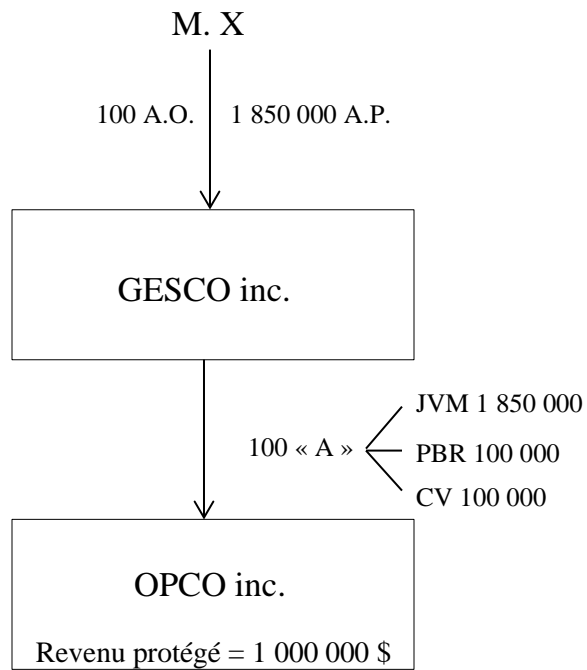 M. X
100 A.O. 1 850 000 A.P.
GESCO inc.
JVM 1 850 000
100 « A »
PBR 100 000
CV 100 000
OPCO inc.
Revenu protégé = 1 000 000 $